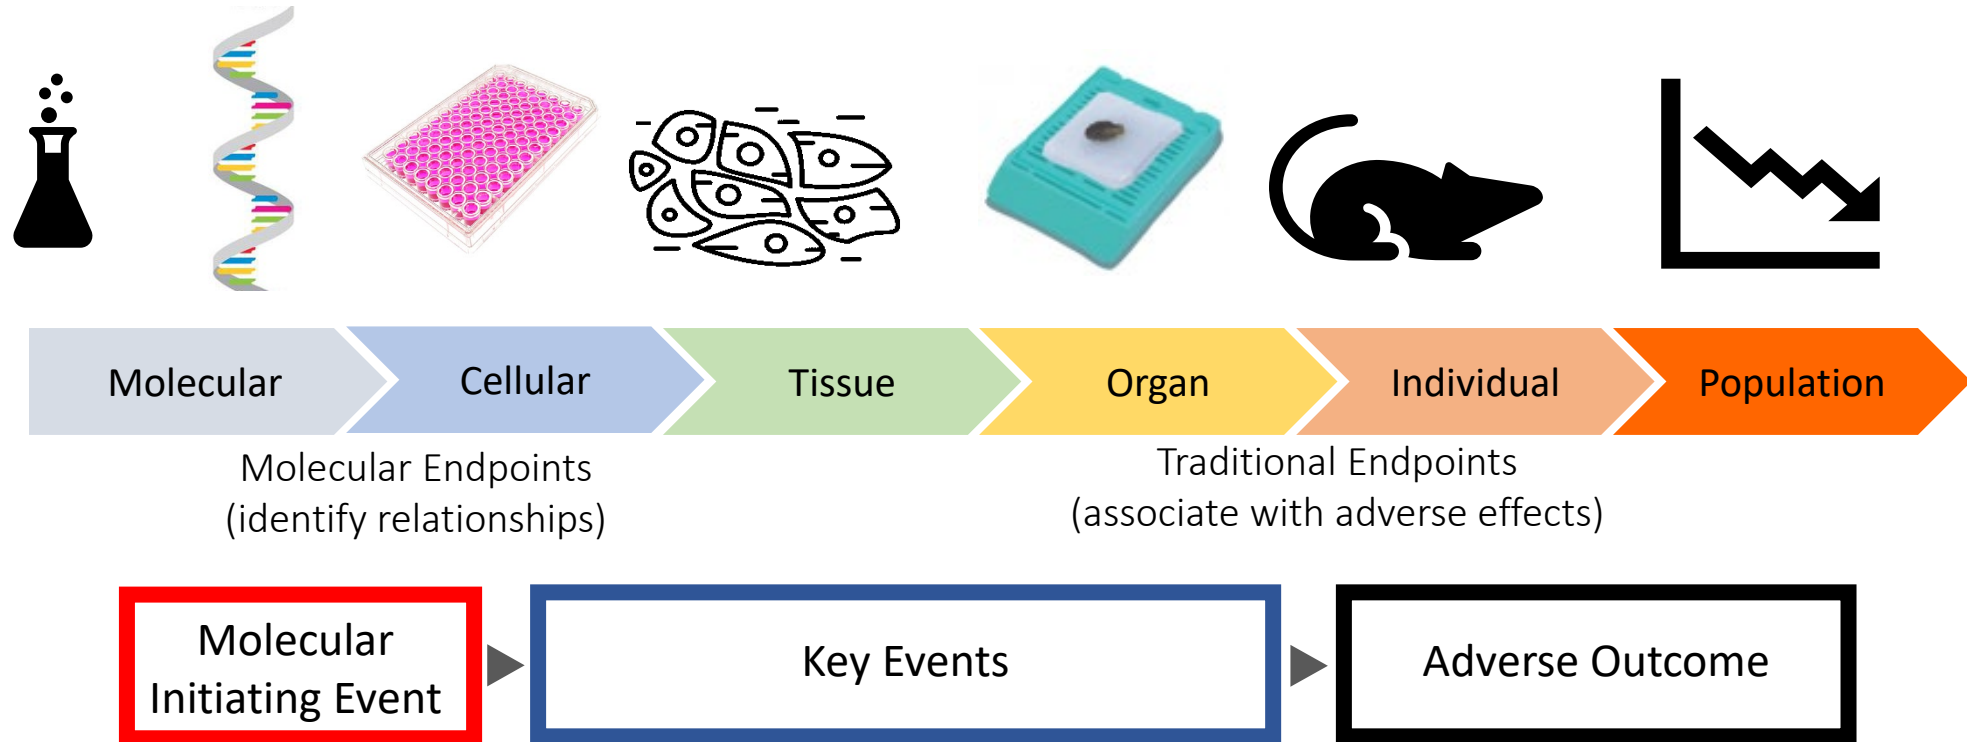 Molecular
Cellular
Tissue
Organ
Individual
Population
Molecular Endpoints
(identify relationships)
Traditional Endpoints
(associate with adverse effects)
Molecular
Initiating Event
Key Events
Adverse Outcome